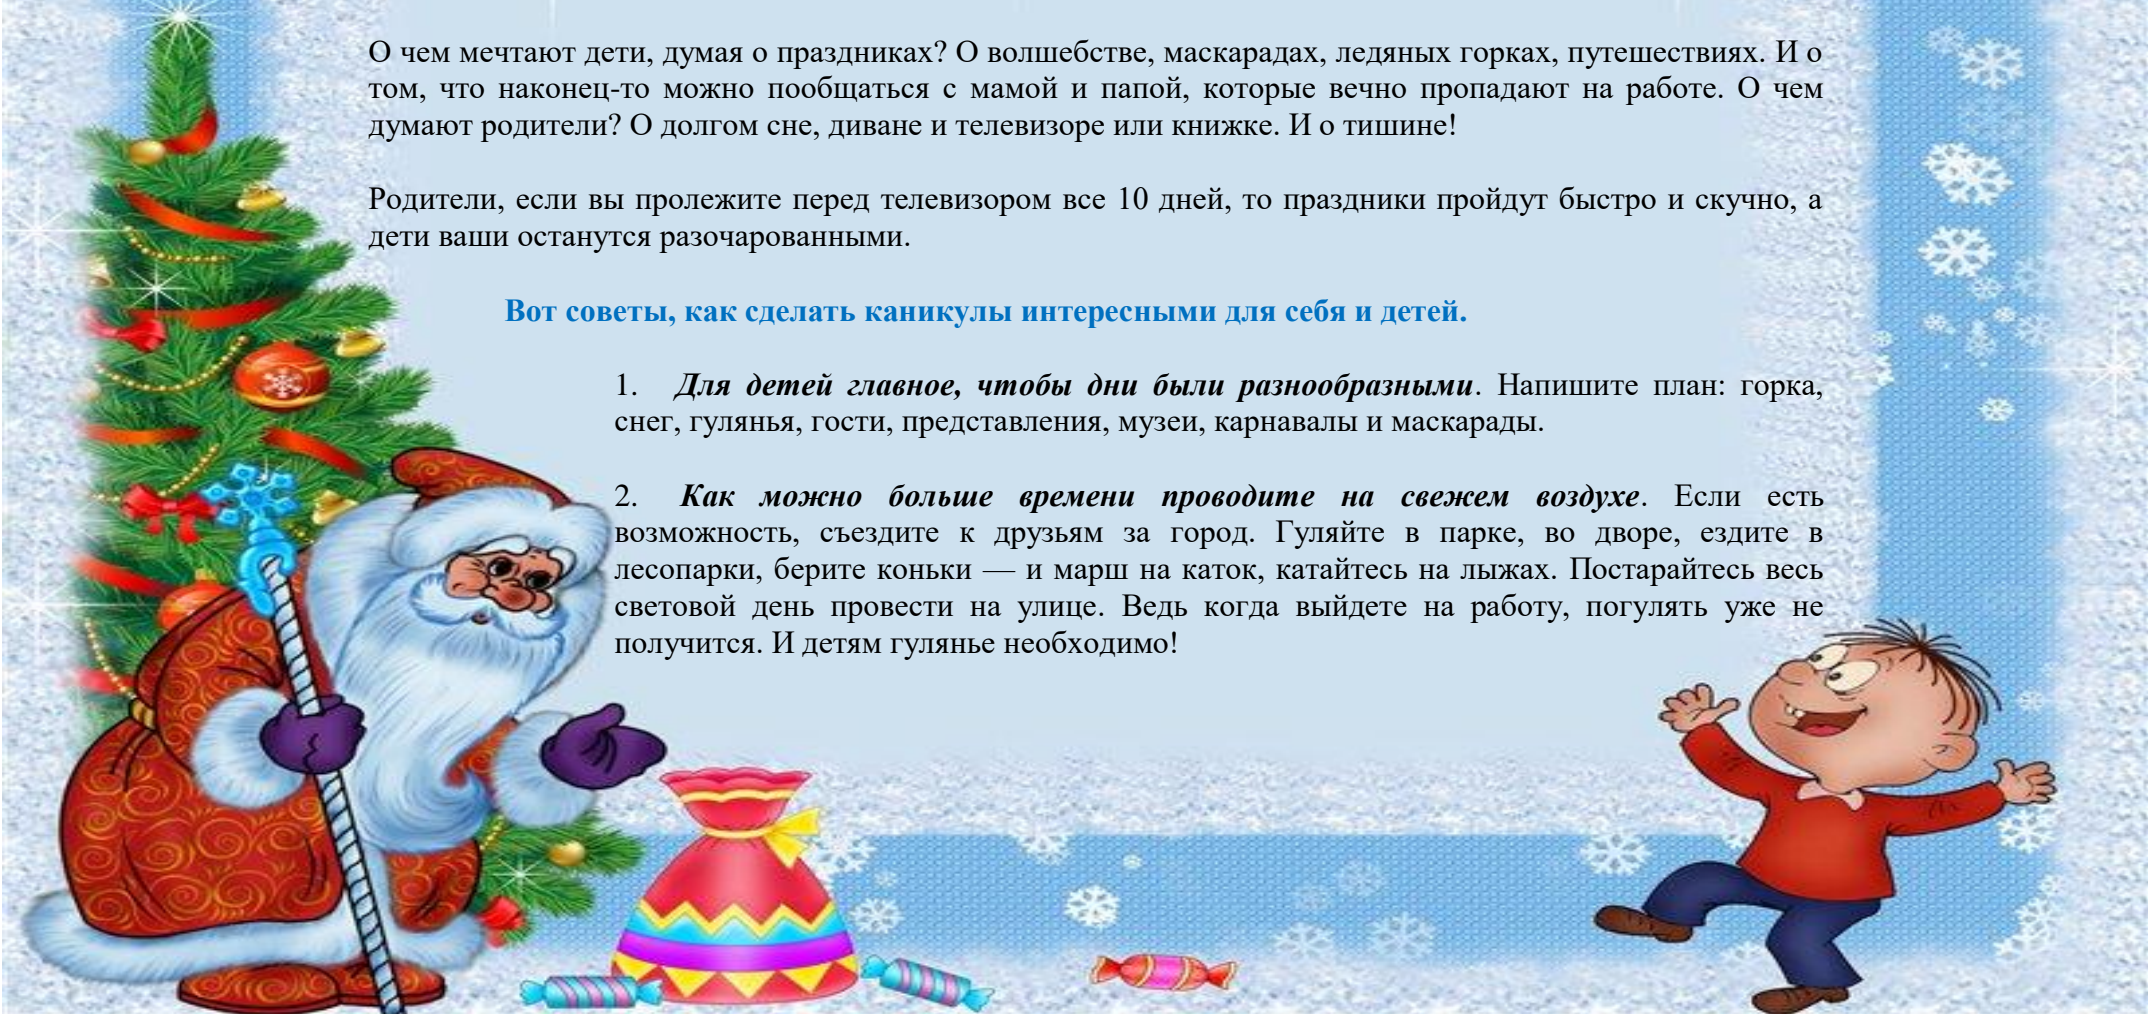 О чем мечтают дети, думая о праздниках? О волшебстве, маскарадах, ледяных горках, путешествиях. И о
том, что наконец-то можно пообщаться с мамой и папой, которые вечно пропадают на работе. О чем
думают родители? О долгом сне, диване и телевизоре или книжке. И о тишине!
Родители, если вы пролежите перед телевизором все 10 дней, то праздники пройдут быстро и скучно, а
дети ваши останутся разочарованными.
Вот советы, как сделать каникулы интересными для себя и детей.
1. Для детей главное, чтобы дни были разнообразными. Напишите план: горка,
снег, гулянья, гости, представления, музеи, карнавалы и маскарады.
2. Как можно больше времени проводите на свежем воздухе. Если есть
возможность, съездите к друзьям за город. Гуляйте в парке, во дворе, ездите в
лесопарки, берите коньки — и марш на каток, катайтесь на лыжах. Постарайтесь весь
световой день провести на улице. Ведь когда выйдете на работу, погулять уже не
получится. И детям гулянье необходимо!